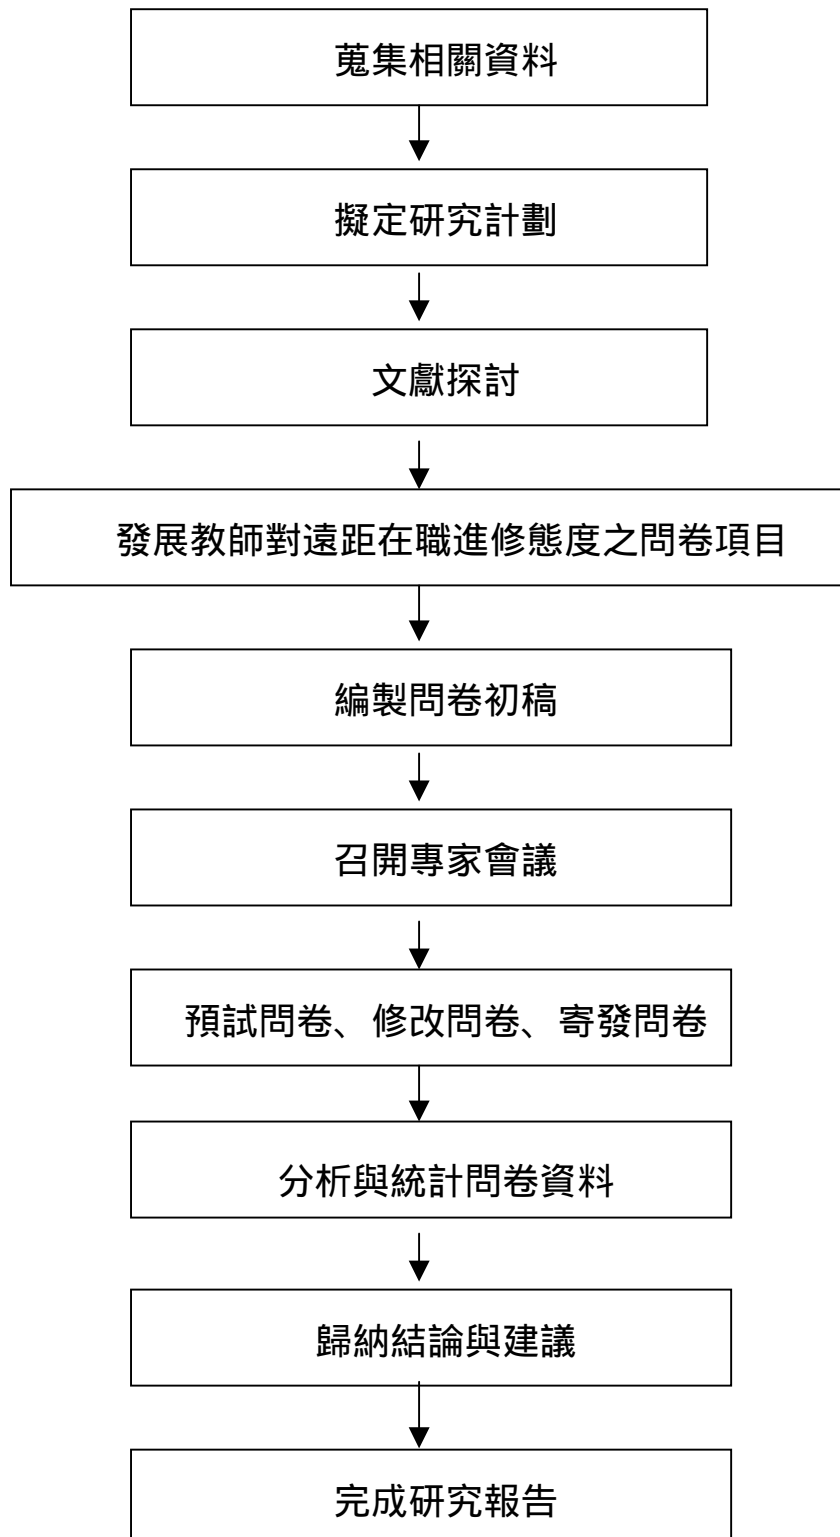 蒐集相關資料
擬定研究計劃
文獻探討
發展教師對遠距在職進修態度之問卷項目
編製問卷初稿
召開專家會議
預試問卷、修改問卷、寄發問卷
分析與統計問卷資料
歸納結論與建議
完成研究報告